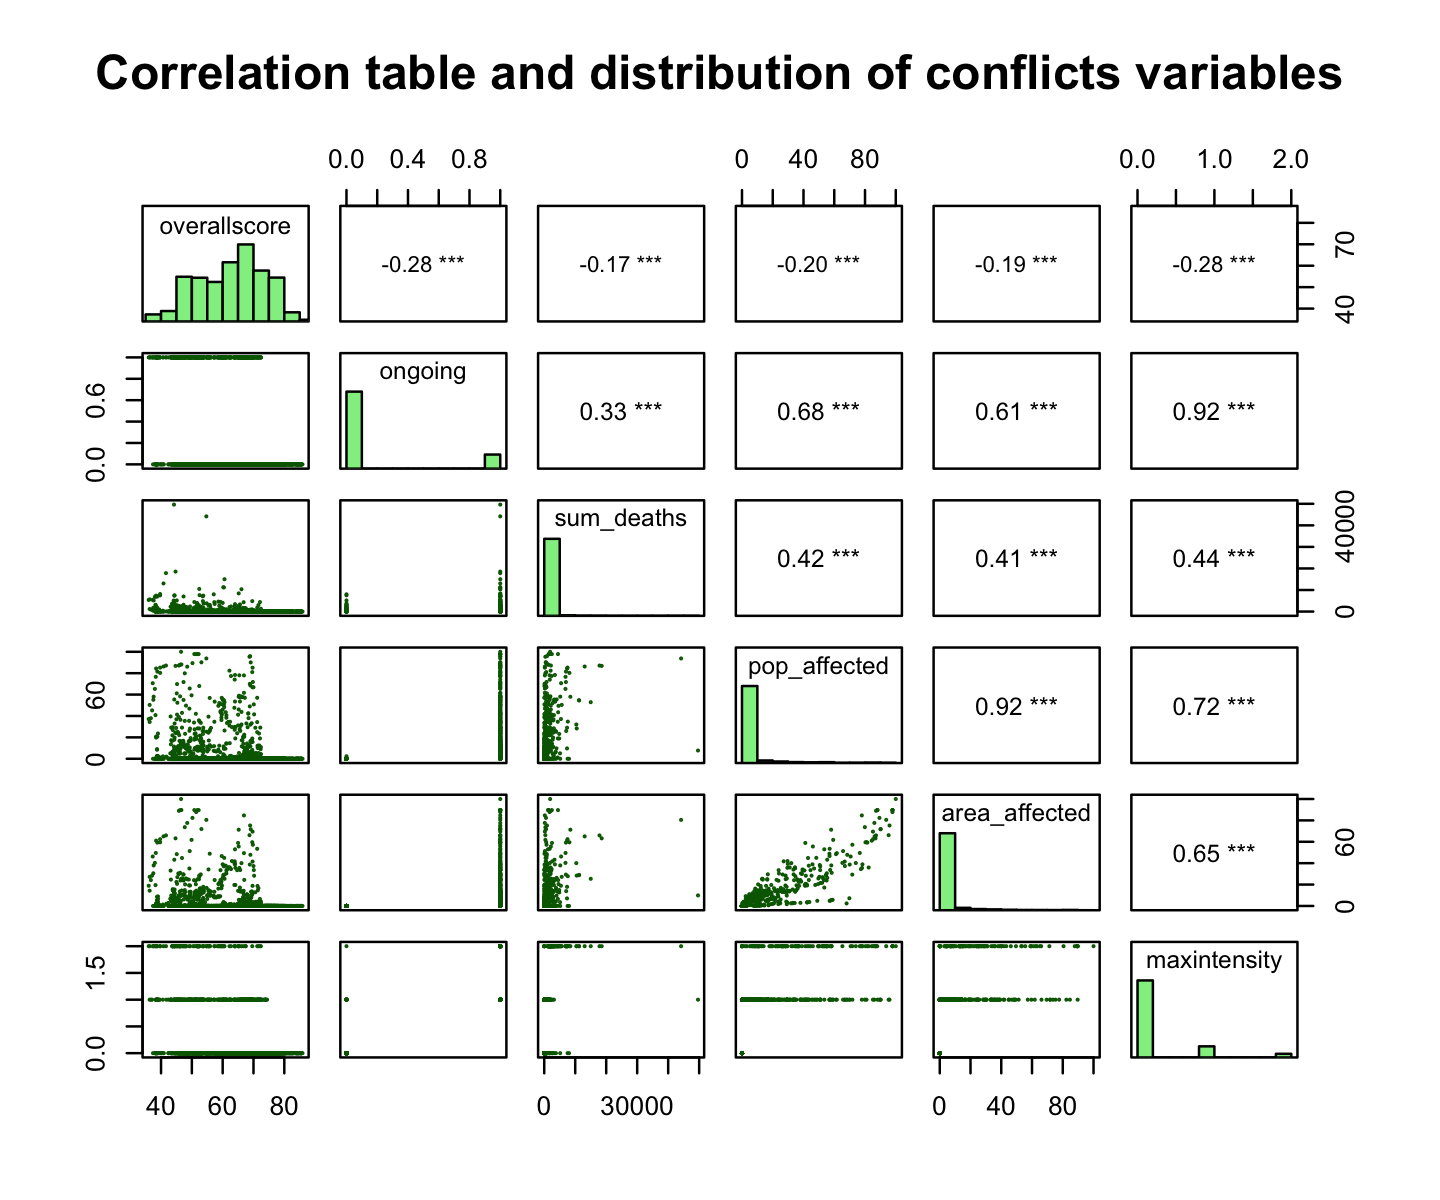 Correlation table and distribution of conflicts variables
0.0 0.4 0.8 0 40 80 0.0 1.0 2.0
overallscore -0.28 *** -0.17 *** -0.20 *** -0.19 *** -0.28 *** 40 70
0.0 0.6 ongoing 0.33 *** 0.68 *** 0.61 *** 0.92 ***
sum_deaths 0.42 *** 0.41 *** 0.44 *** 0 40000
0 60 pop_affected 0.92 *** 0.72 ***
area_affected 0.65 *** 0 60
0.0 1.5 maxintensity
40 60 80 0 30000 0 40 80